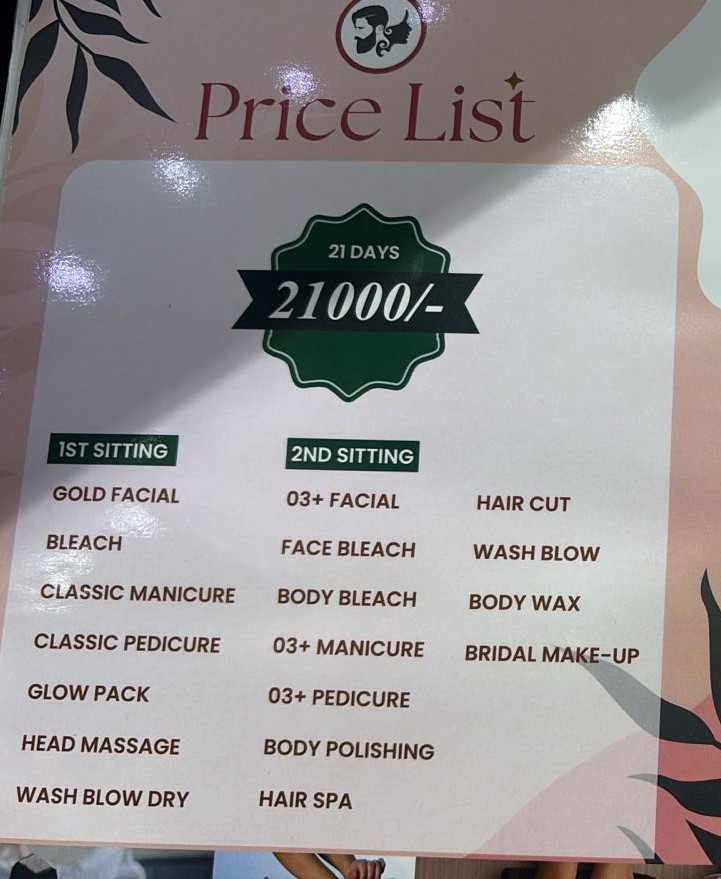 Price List
21 DAYS
21000/-
1ST SITTING
GOLD FACIAL
BLEACH
CLASSIC MANICURE
CLASSIC PEDICURE
GLOW PACK
HEAD MASSAGE
WASH BLOW DRY
2ND SITTING
03+ FACIAL
FACE BLEACH
BODY BLEACH
03+ MANICURE
03+ PEDICURE
BODY POLISHING
HAIR SPA
HAIR CUT
WASH BLOW
BODY WAX
BRIDAL MAKE-UP